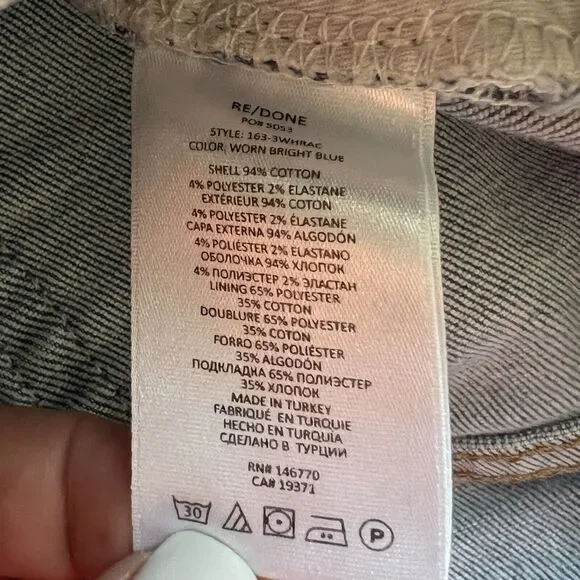 RE/DONE
PO# 5053
STYLE: 163-3WHRAC
COLOR: WORN BRIGHT BLUE
SHELL 94% COTTON
4% POLYESTER 2% ELASTANE
EXTÉRIEUR 94% COTON
4% POLYESTER 2% ÉLASTANE
CAPA EXTERNA 94% ALGODÓN
4% POLIÉSTER 2% ELASTANO
ОБОЛОЧКА 94% ХЛОПОК
4% ПОЛИЭСТЕР 2% ЭЛАСТАН
LINING 65% POLYESTER
35% COTTON
DOUBLURE 65% POLYESTER
35% COTON
FORRO 65% POLIÉSTER
35% ALGODÓN
ПОДКЛАДКА 65% ПОЛИЭСТЕР
35% ХЛОПОК
MADE IN TURKEY
FABRIQUÉ EN TURQUIE
HECHO EN TURQUÍA
СДЕЛАНО В ТУРЦИИ
RN# 146770
CA# 19371
30 P